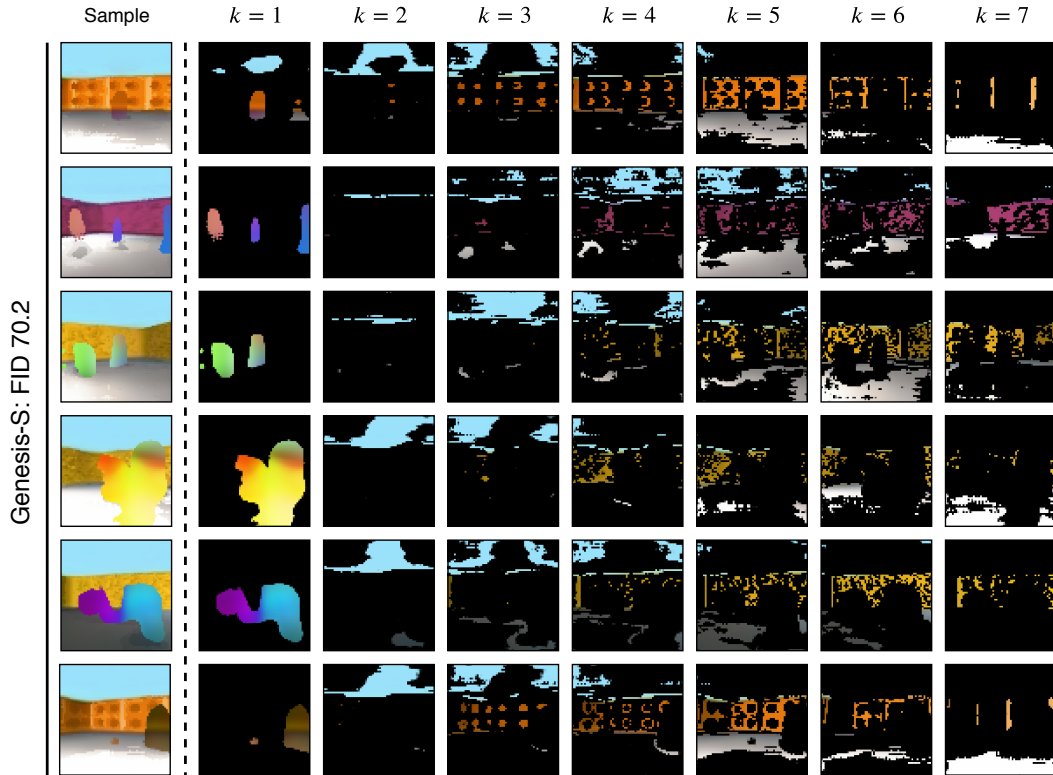 Sample
k = 1
k = 2
k = 3
k = 4
k = 5
k = 6
k = 7
Genesis-S: FID 70.2